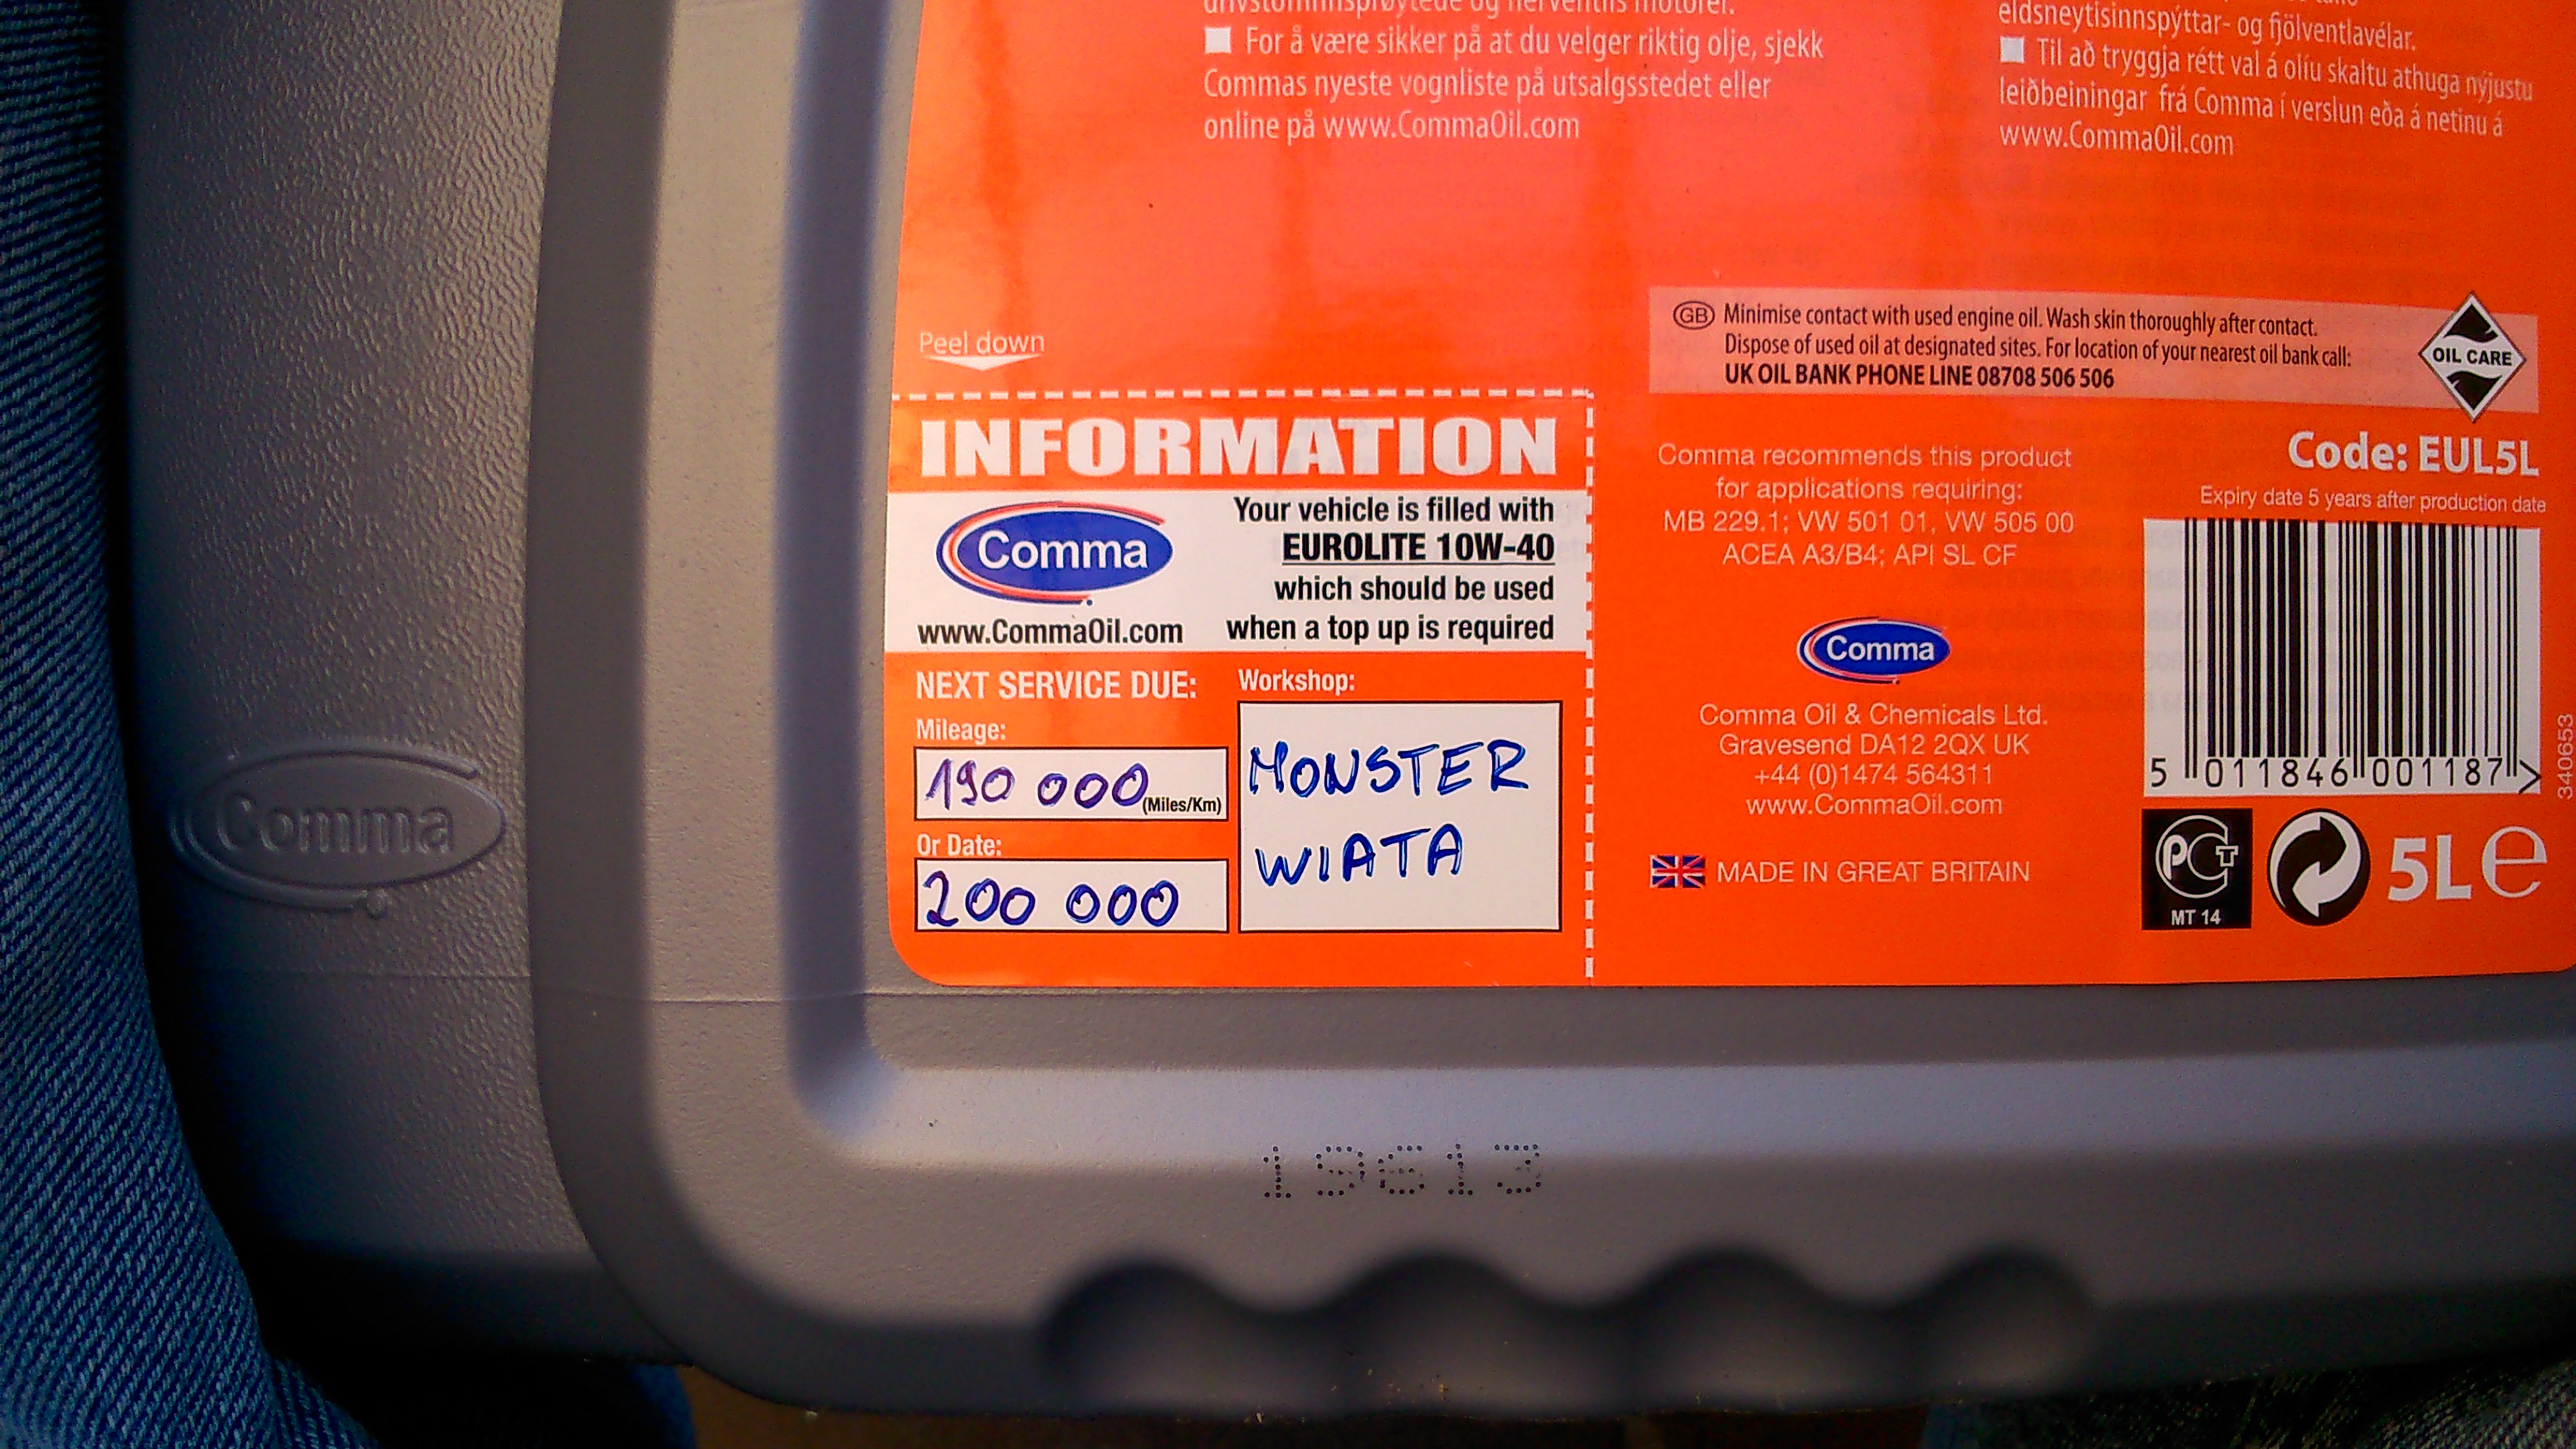 For å være sikker på at du velger riktig olje, sjekk
Commas nyeste vognliste på utsalgsstedet eller
online på www.CommaOil.com
eldsneytisinnspýttar- og fjölventlavélar.
Til að tryggja rétt val á olíu skaltu athuga nýjustu
leiðbeiningar frá Comma í verslun eða á netinu á
www.CommaOil.com
Peel down
INFORMATION
Comma
www.CommaOil.com
Your vehicle is filled with
EUROLITE 10W-40
which should be used
when a top up is required
NEXT SERVICE DUE:
Mileage:
190 000
(Miles/Km)
Or Date:
200 000
Workshop:
MONSTER
WIATA
GB Minimise contact with used engine oil. Wash skin thoroughly after contact.
Dispose of used oil at designated sites. For location of your nearest oil bank call:
UK OIL BANK PHONE LINE 08708 506 506
OIL CARE
Code: EUL5L
Expiry date 5 years after production date
Comma recommends this product
for applications requiring:
MB 229.1; VW 501 01, VW 505 00
ACEA A3/B4; API SL CF
Comma
Comma Oil & Chemicals Ltd.
Gravesend DA12 2QX UK
+44 (0)1474 564311
www.CommaOil.com
MADE IN GREAT BRITAIN
5 011846 001187 >
340653
PCT
MT 14
5L e
Comma
19613